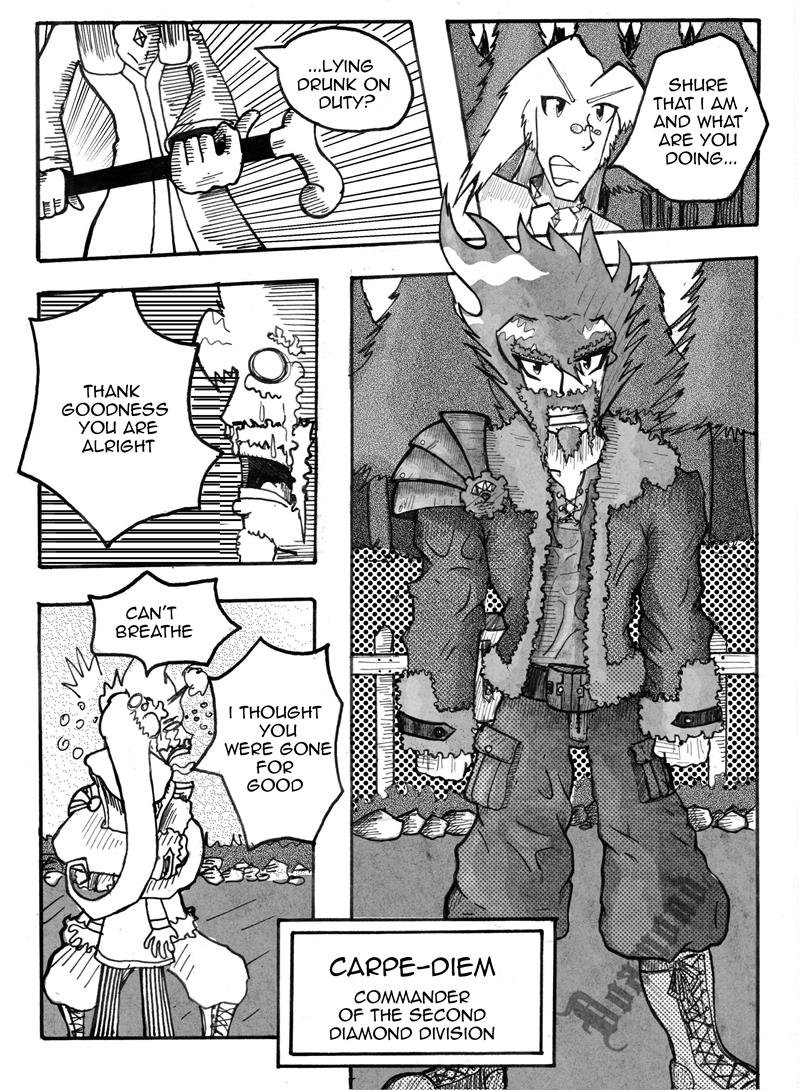 SHURE
THAT I AM ,
AND WHAT
ARE YOU
DOING...
...LYING
DRUNK ON
DUTY?
THANK
GOODNESS
YOU ARE
ALRIGHT
I THOUGHT
YOU
WERE GONE
FOR
GOOD
CAN'T
BREATHE
CARPE-DIEM
COMMANDER
OF THE SECOND
DIAMOND DIVISION